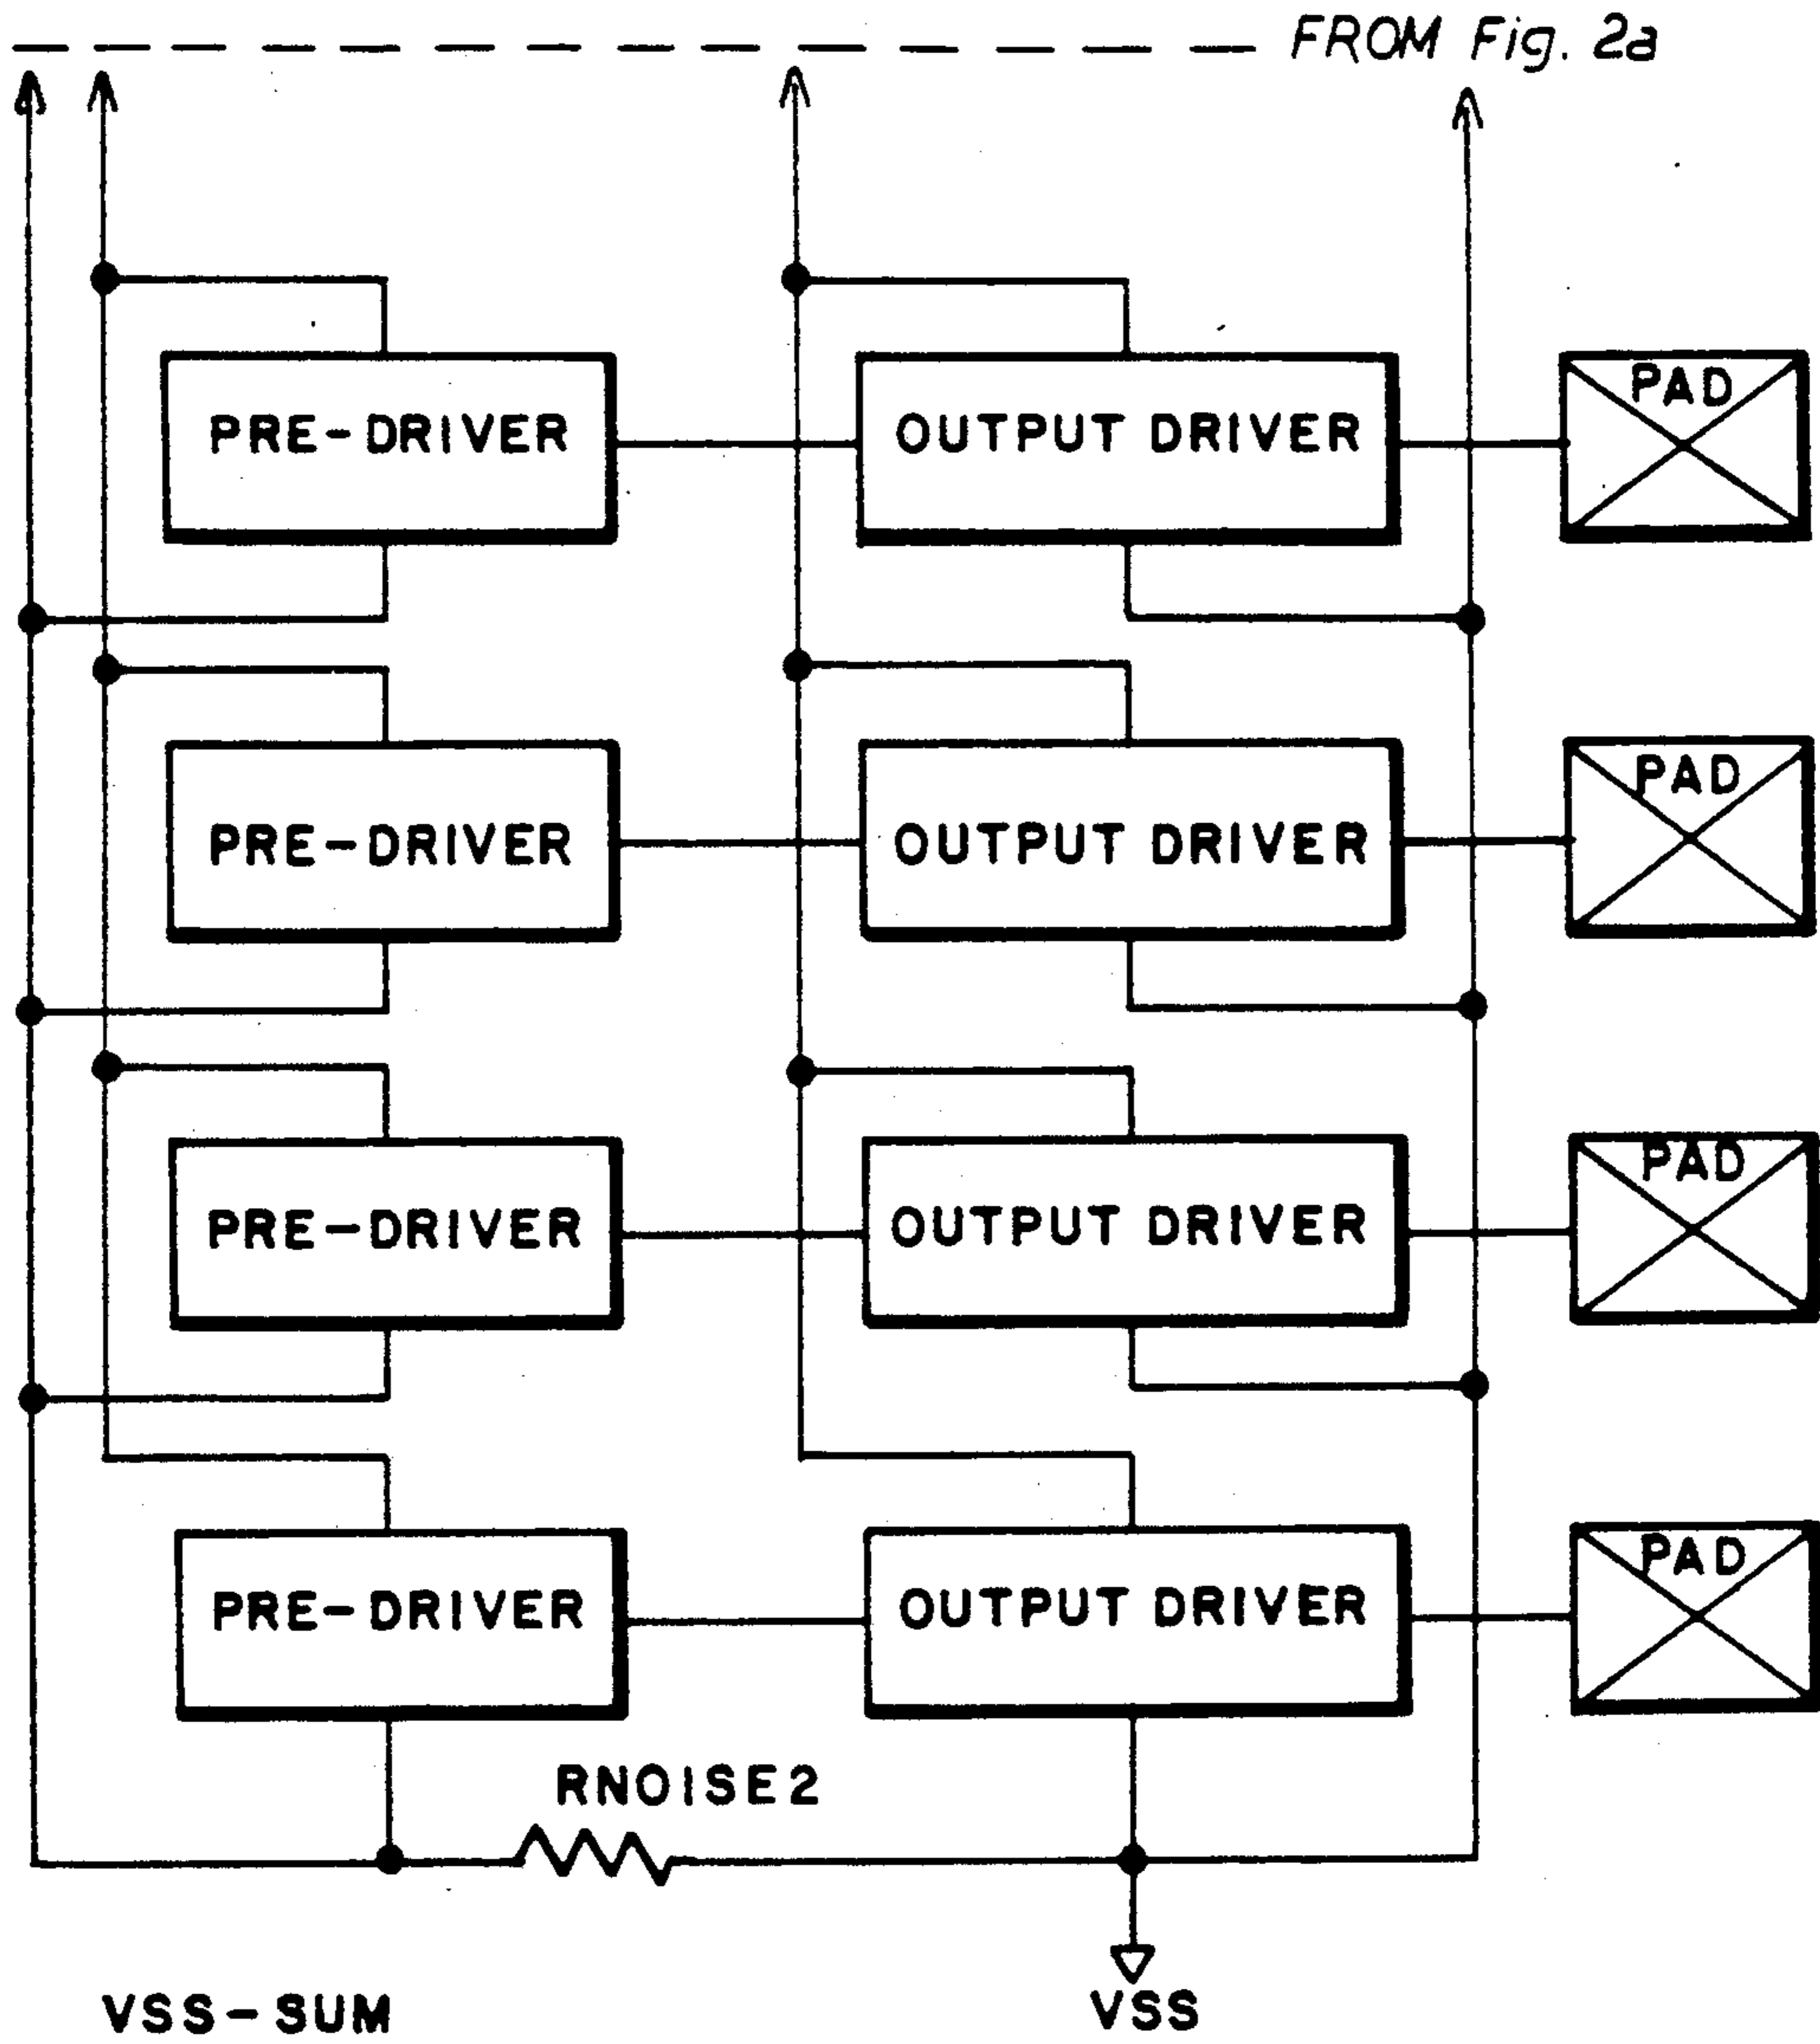 FROM Fig. 2a
PRE-DRIVER OUTPUT DRIVER PAD
PRE-DRIVER OUTPUT DRIVER PAD
PRE-DRIVER OUTPUT DRIVER PAD
PRE-DRIVER OUTPUT DRIVER PAD
RNOISE2
VSS-SUM VSS